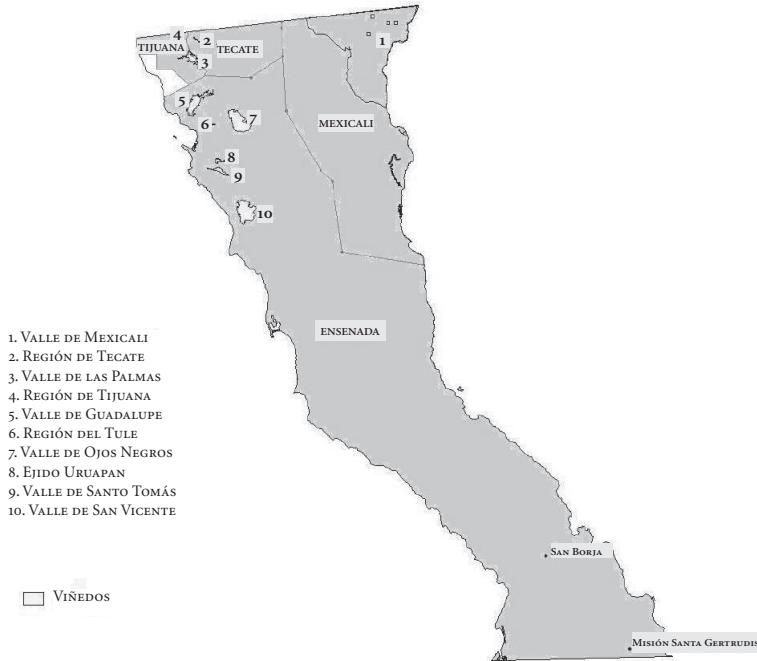 4
2
TIJUANA
TECATE
1
3
5
7
6
MEXICALI
8
9
10
ENSENADA
1. Valle de Mexicali
2. Región de Tecate
3. Valle de las Palmas
4. Región de Tijuana
5. Valle de Guadalupe
6. Región del Tule
7. Valle de Ojos Negros
8. Ejido Uruapan
9. Valle de Santo Tomás
10. Valle de San Vicente
San Borja
Viñedos
Misión Santa Gertrudis